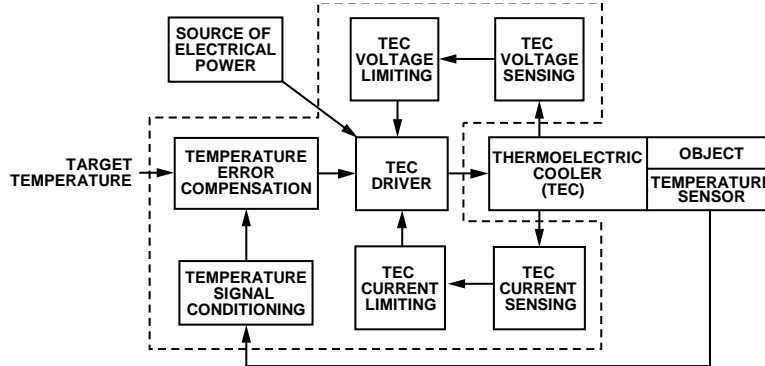 SOURCE OF
ELECTRICAL
POWER
TEC
VOLTAGE
LIMITING
TEC
VOLTAGE
SENSING
TARGET
TEMPERATURE
TEMPERATURE
ERROR
COMPENSATION
TEC
DRIVER
THERMOELECTRIC
COOLER
(TEC)
OBJECT
TEMPERATURE
SENSOR
TEMPERATURE
SIGNAL
CONDITIONING
TEC
CURRENT
LIMITING
TEC
CURRENT
SENSING